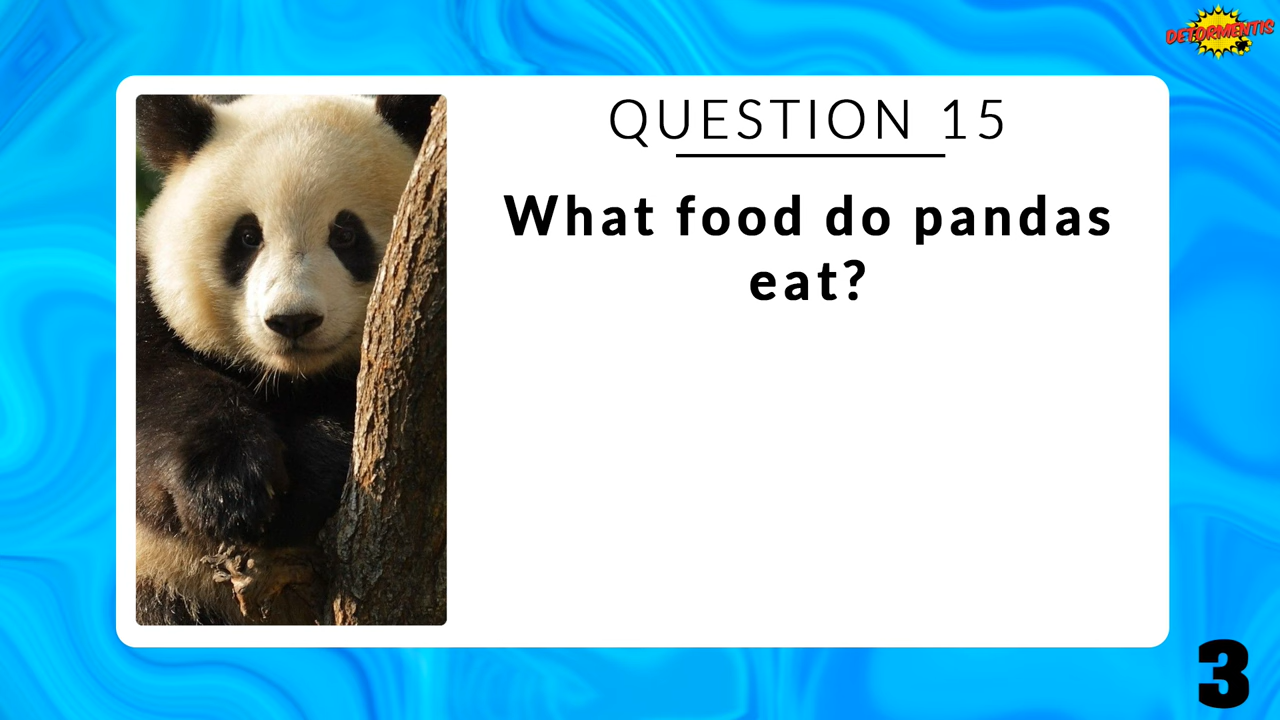 DETORMENTIS
QUESTION 15
What food do pandas
eat?
3